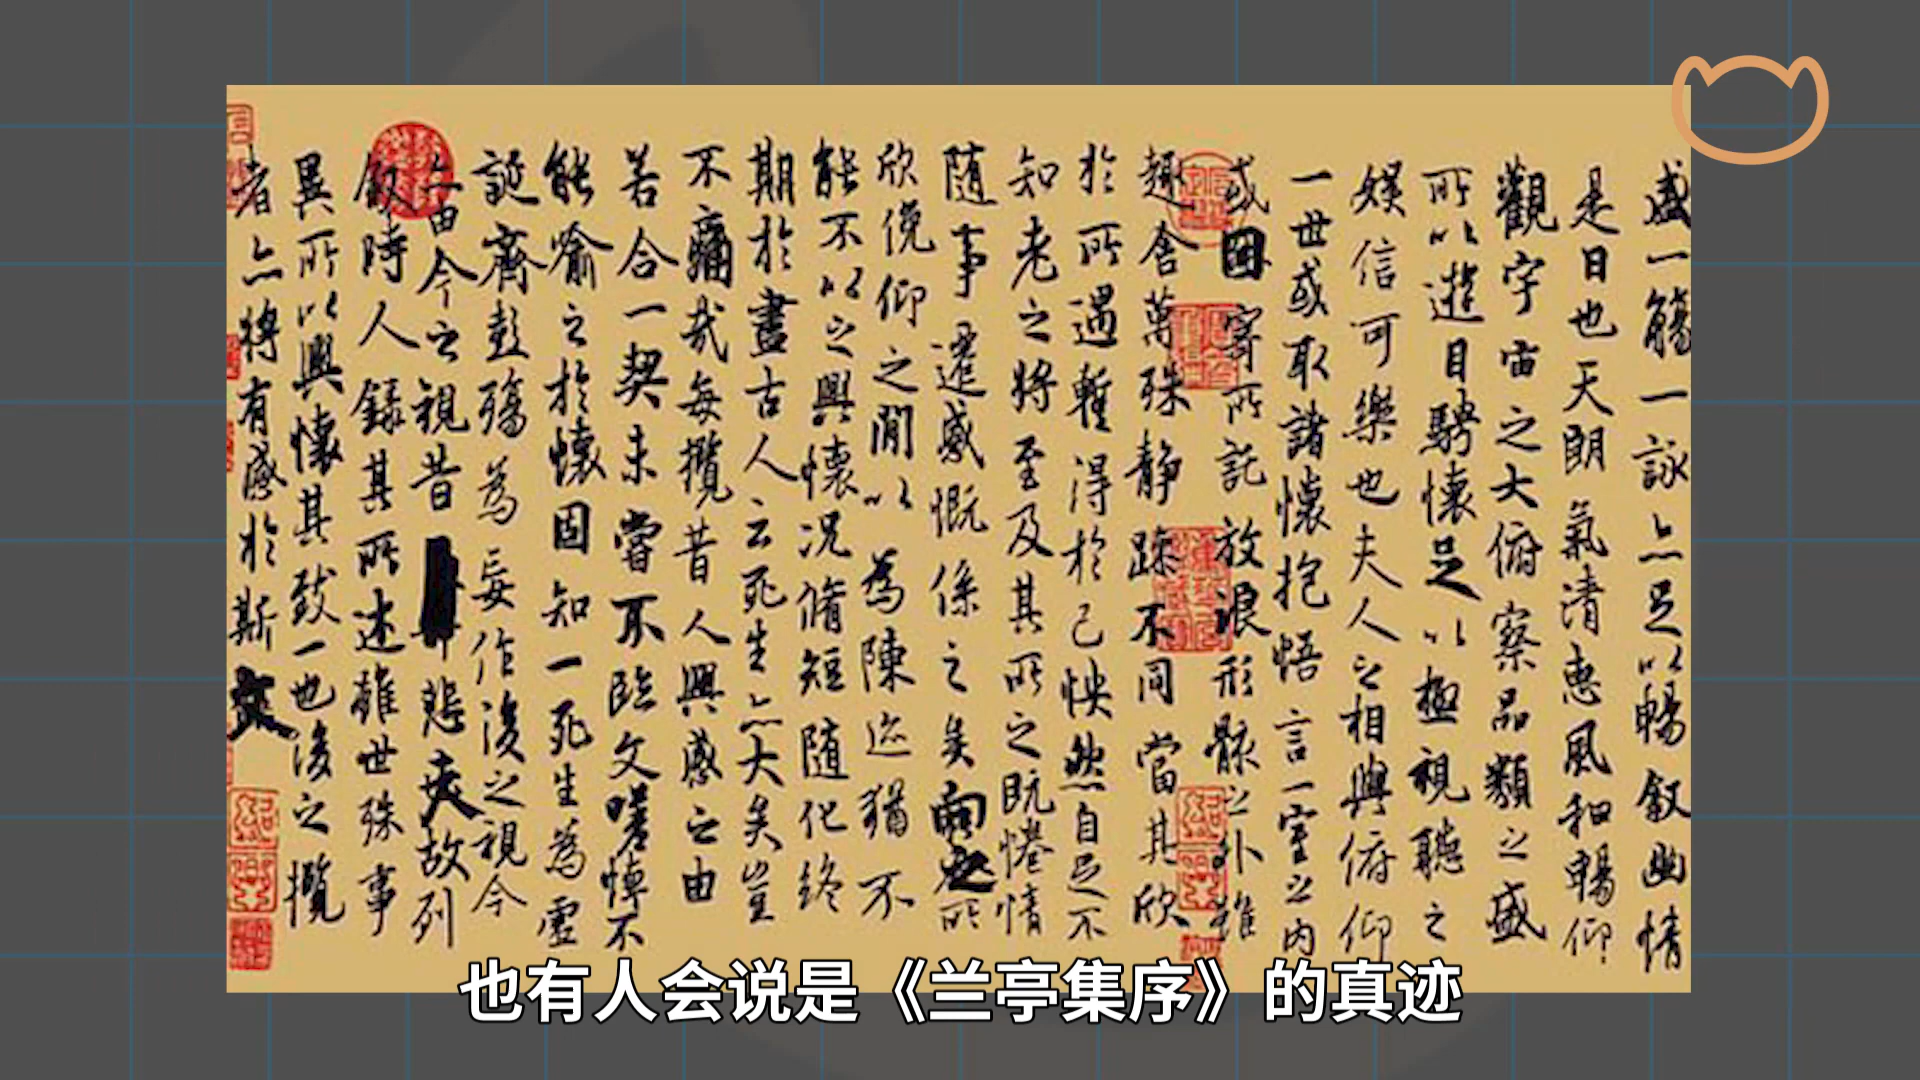 盛一觴一詠亦足以暢敘幽情
是日也天朗氣清惠風和暢仰
觀宇宙之大俯察品類之盛
所以遊目騁懷足以極視聽之
娛信可樂也夫人之相與俯仰
一世或取諸懷抱悟言一室之內
或因寄所託放浪形骸之外雖
趣舍萬殊靜躁不同當其欣
於所遇暫得於己怏然自足不
知老之將至及其所之既惓情
隨事遷感慨係之矣向之所
欣俛仰之閒以為陳迹猶不
能不以之興懷況脩短隨化終
期於盡古人云死生亦大矣豈
不痛哉每攬昔人興感之由
若合一契未嘗不臨文嗟悼不
能喻之於懷固知一死生為虛
誕齊彭殤為妄作後之視今
亦由今之視昔悲夫故列
敘時人錄其所述雖世殊事
異所以興懷其致一也後之攬
者亦將有感於斯文
也有人会说是《兰亭集序》的真迹